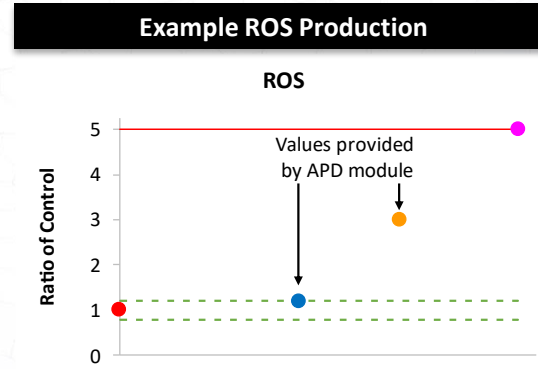 Example ROS Production
ROS
Ratio of Control
5
4
3
2
1
0
Values provided
by APD module